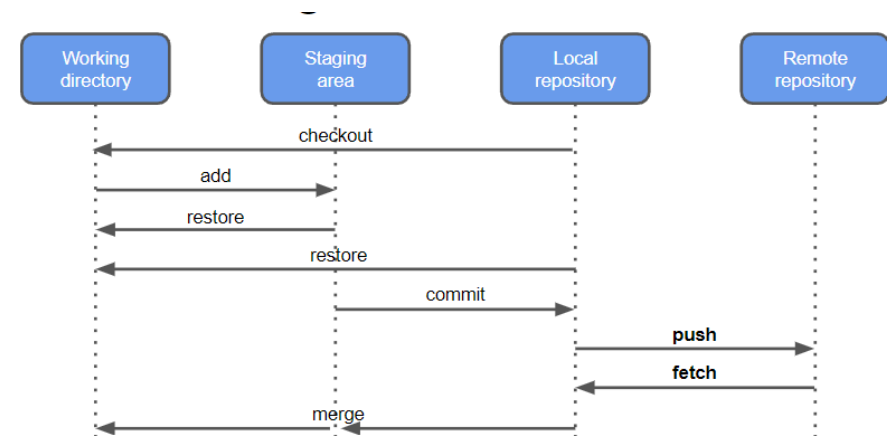 Working
directory
Staging
area
Local
repository
Remote
repository
checkout
add
restore
restore
commit
push
fetch
merge